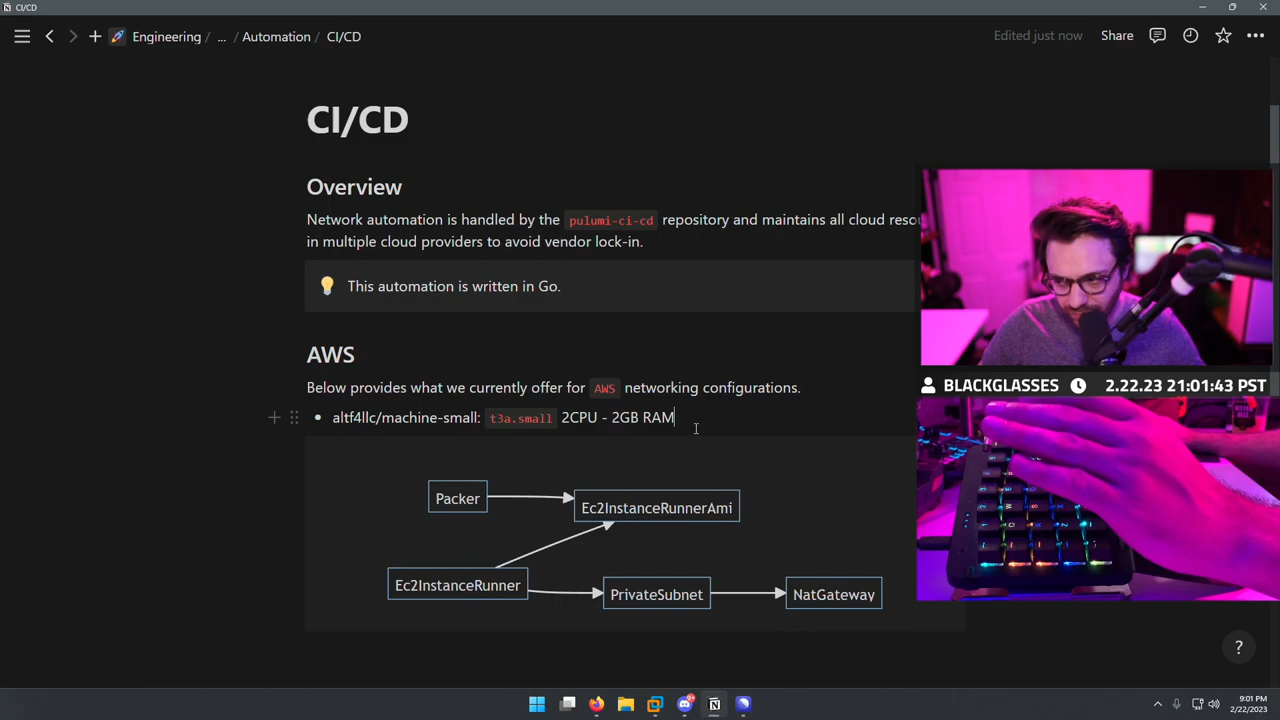 CI/CD
Engineering / ... / Automation / CI/CD
Edited just now Share
CI/CD
Overview
Network automation is handled by the pulumi-ci-cd repository and maintains all cloud resou
in multiple cloud providers to avoid vendor lock-in.
💡 This automation is written in Go.
AWS
Below provides what we currently offer for AWS networking configurations.
BLACKGLASSES 2.22.23 21:01:43 PST
• altf4llc/machine-small: t3a.small 2CPU - 2GB RAM
Packer
Ec2InstanceRunnerAmi
Ec2InstanceRunner
PrivateSubnet
NatGateway
?
9:01 PM
2/22/2023